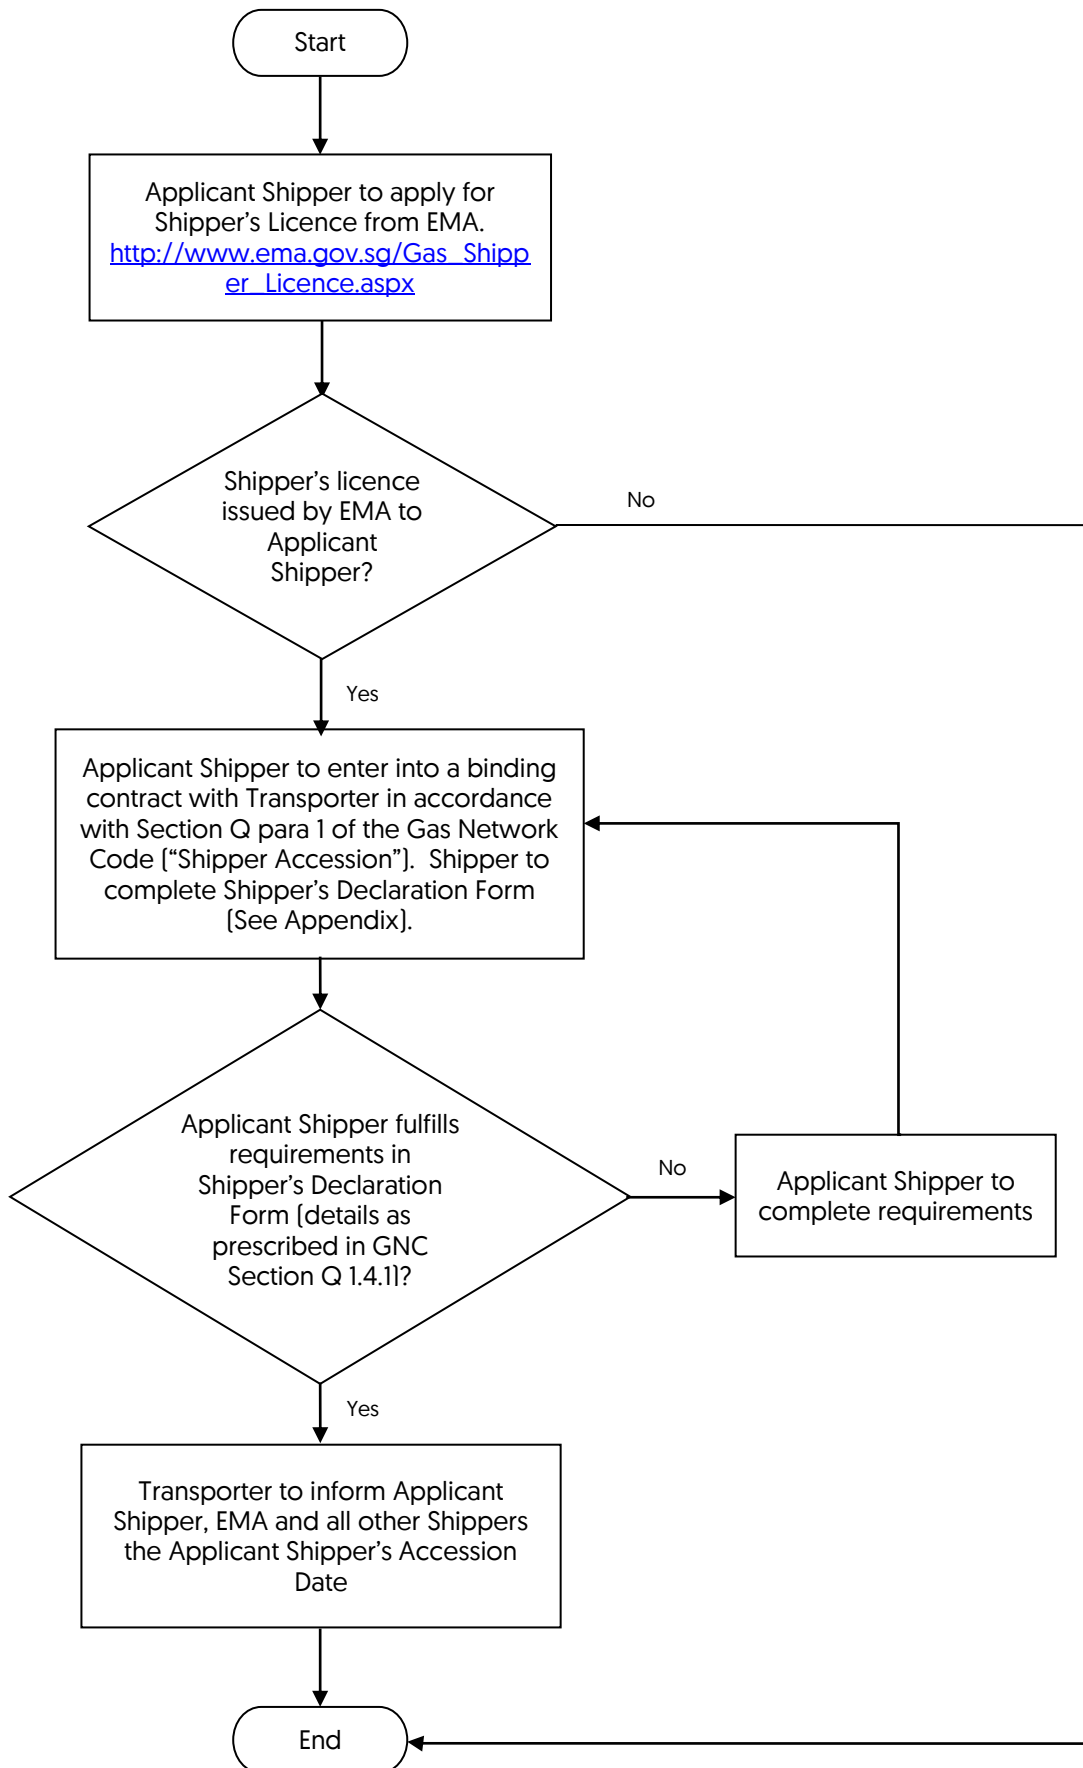 Start
Applicant Shipper to apply for
Shipper’s Licence from EMA.
http://www.ema.gov.sg/Gas_Shipp
er_Licence.aspx
Shipper’s licence
issued by EMA to
Applicant
Shipper?
No
Yes
Applicant Shipper to enter into a binding
contract with Transporter in accordance
with Section Q para 1 of the Gas Network
Code (“Shipper Accession”).  Shipper to
complete Shipper’s Declaration Form
(See Appendix).
Applicant Shipper fulfills
requirements in
Shipper’s Declaration
Form (details as
prescribed in GNC
Section Q 1.4.1)?
No
Applicant Shipper to
complete requirements
Yes
Transporter to inform Applicant
Shipper, EMA and all other Shippers
the Applicant Shipper’s Accession
Date
End